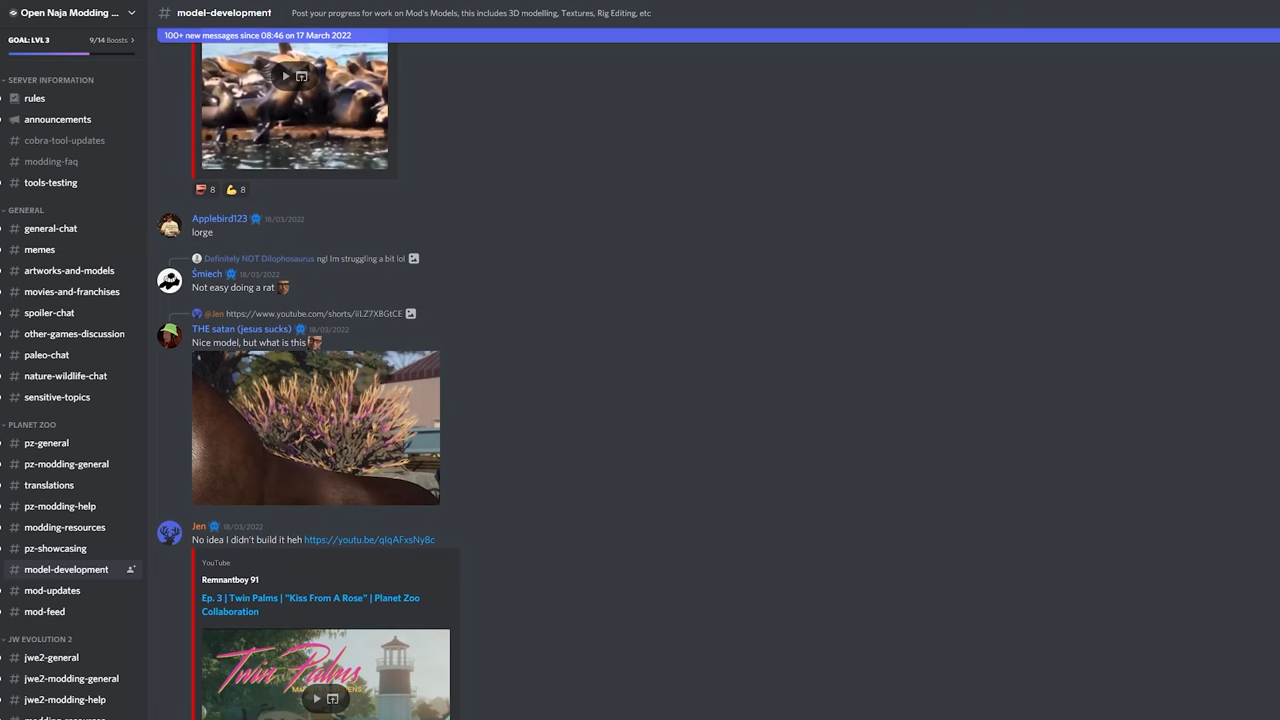 Open Naja Modding ...
# model-development
Post your progress for work on Mod's Models, this includes 3D modelling, Textures, Rig Editing, etc
GOAL: LVL 3
9/14 Boosts >
100+ new messages since 08:46 on 17 March 2022
SERVER INFORMATION
rules
announcements
# cobra-tool-updates
# modding-faq
# tools-testing
GENERAL
# general-chat
# memes
# artworks-and-models
# movies-and-franchises
# spoiler-chat
# other-games-discussion
# paleo-chat
# nature-wildlife-chat
# sensitive-topics
PLANET ZOO
# pz-general
# pz-modding-general
# translations
# pz-modding-help
# modding-resources
# pz-showcasing
# model-development
# mod-updates
# mod-feed
JW EVOLUTION 2
# jwe2-general
# jwe2-modding-general
# jwe2-modding-help
8
8
Applebird123 18/03/2022
lorge
Definitely NOT Dilophosaurus ngl Im struggling a bit lol
Śmiech 18/03/2022
Not easy doing a rat
@Jen https://www.youtube.com/shorts/iiLZ7XBGtCE
THE satan (jesus sucks) 18/03/2022
Nice model, but what is this
Jen 18/03/2022
No idea I didn't build it heh https://youtu.be/qIqAFxsNy8c
YouTube
Remnantboy 91
Ep. 3 | Twin Palms | "Kiss From A Rose" | Planet Zoo
Collaboration
Twin Palms